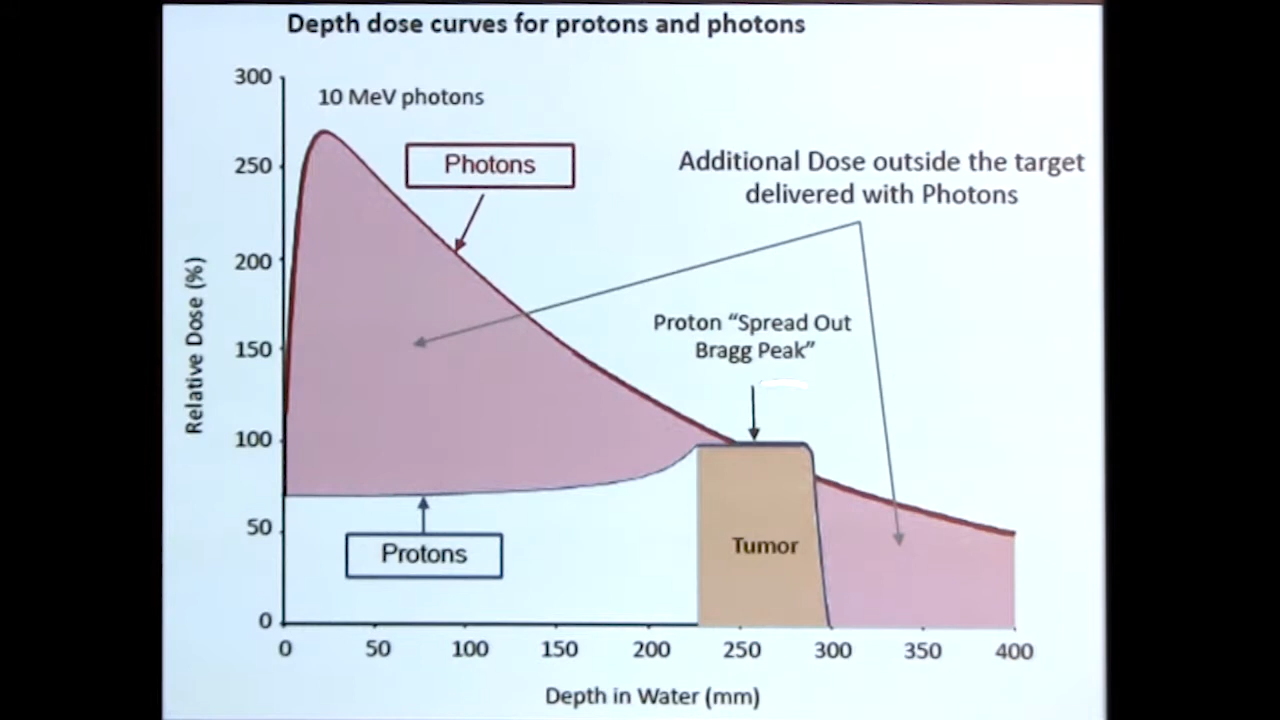 Depth dose curves for protons and photons
300
10 MeV photons
250
Photons
Additional Dose outside the target
delivered with Photons
200
Relative Dose (%)
Proton “Spread Out
Bragg Peak”
150
100
50
Tumor
Protons
0
0 50 100 150 200 250 300 350 400
Depth in Water (mm)